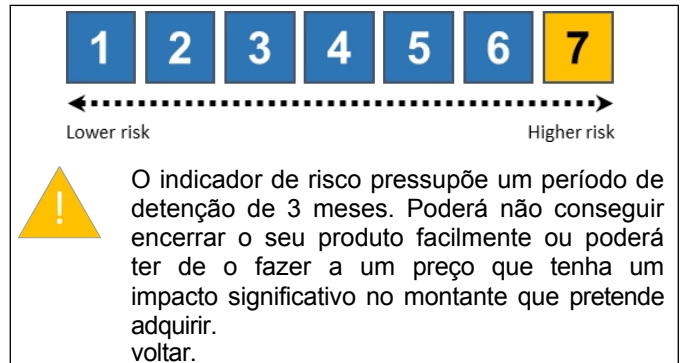 1 2 3 4 5 6 7
Lower risk Higher risk
!
O indicador de risco pressupõe um período de
detenção de 3 meses. Poderá não conseguir
encerrar o seu produto facilmente ou poderá
ter de o fazer a um preço que tenha um
impacto significativo no montante que pretende
adquirir.
voltar.